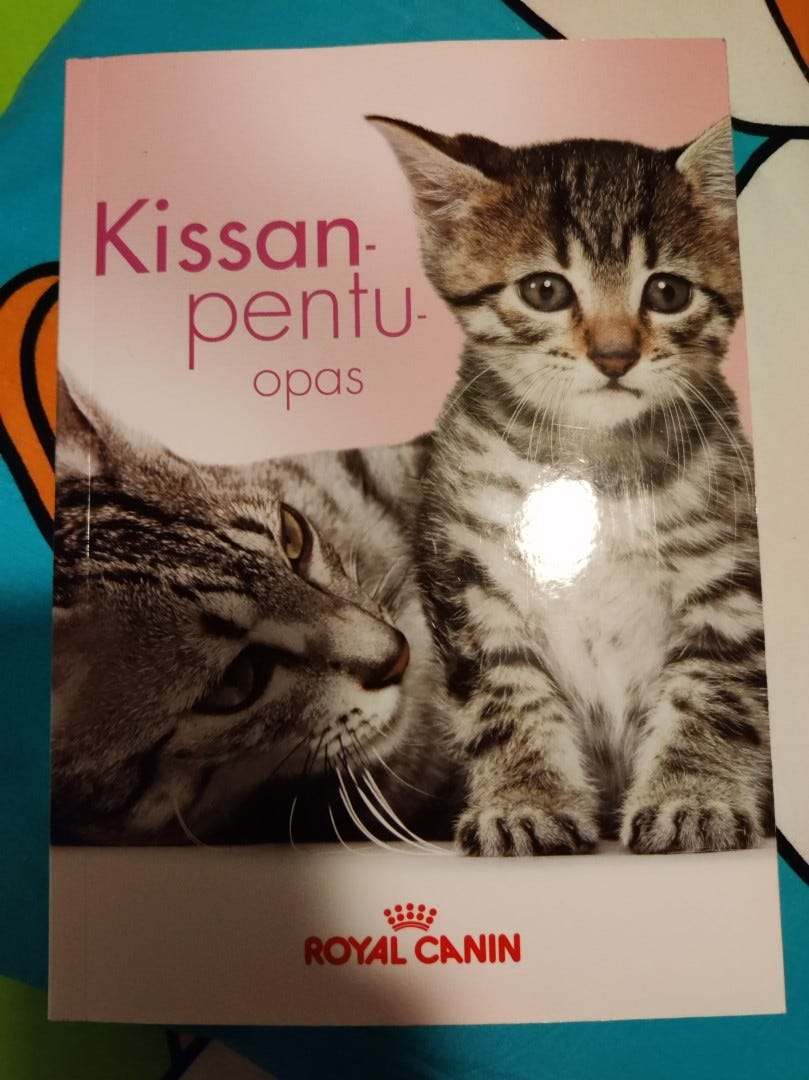 Kissan-
pentu-
opas
ROYAL CANIN